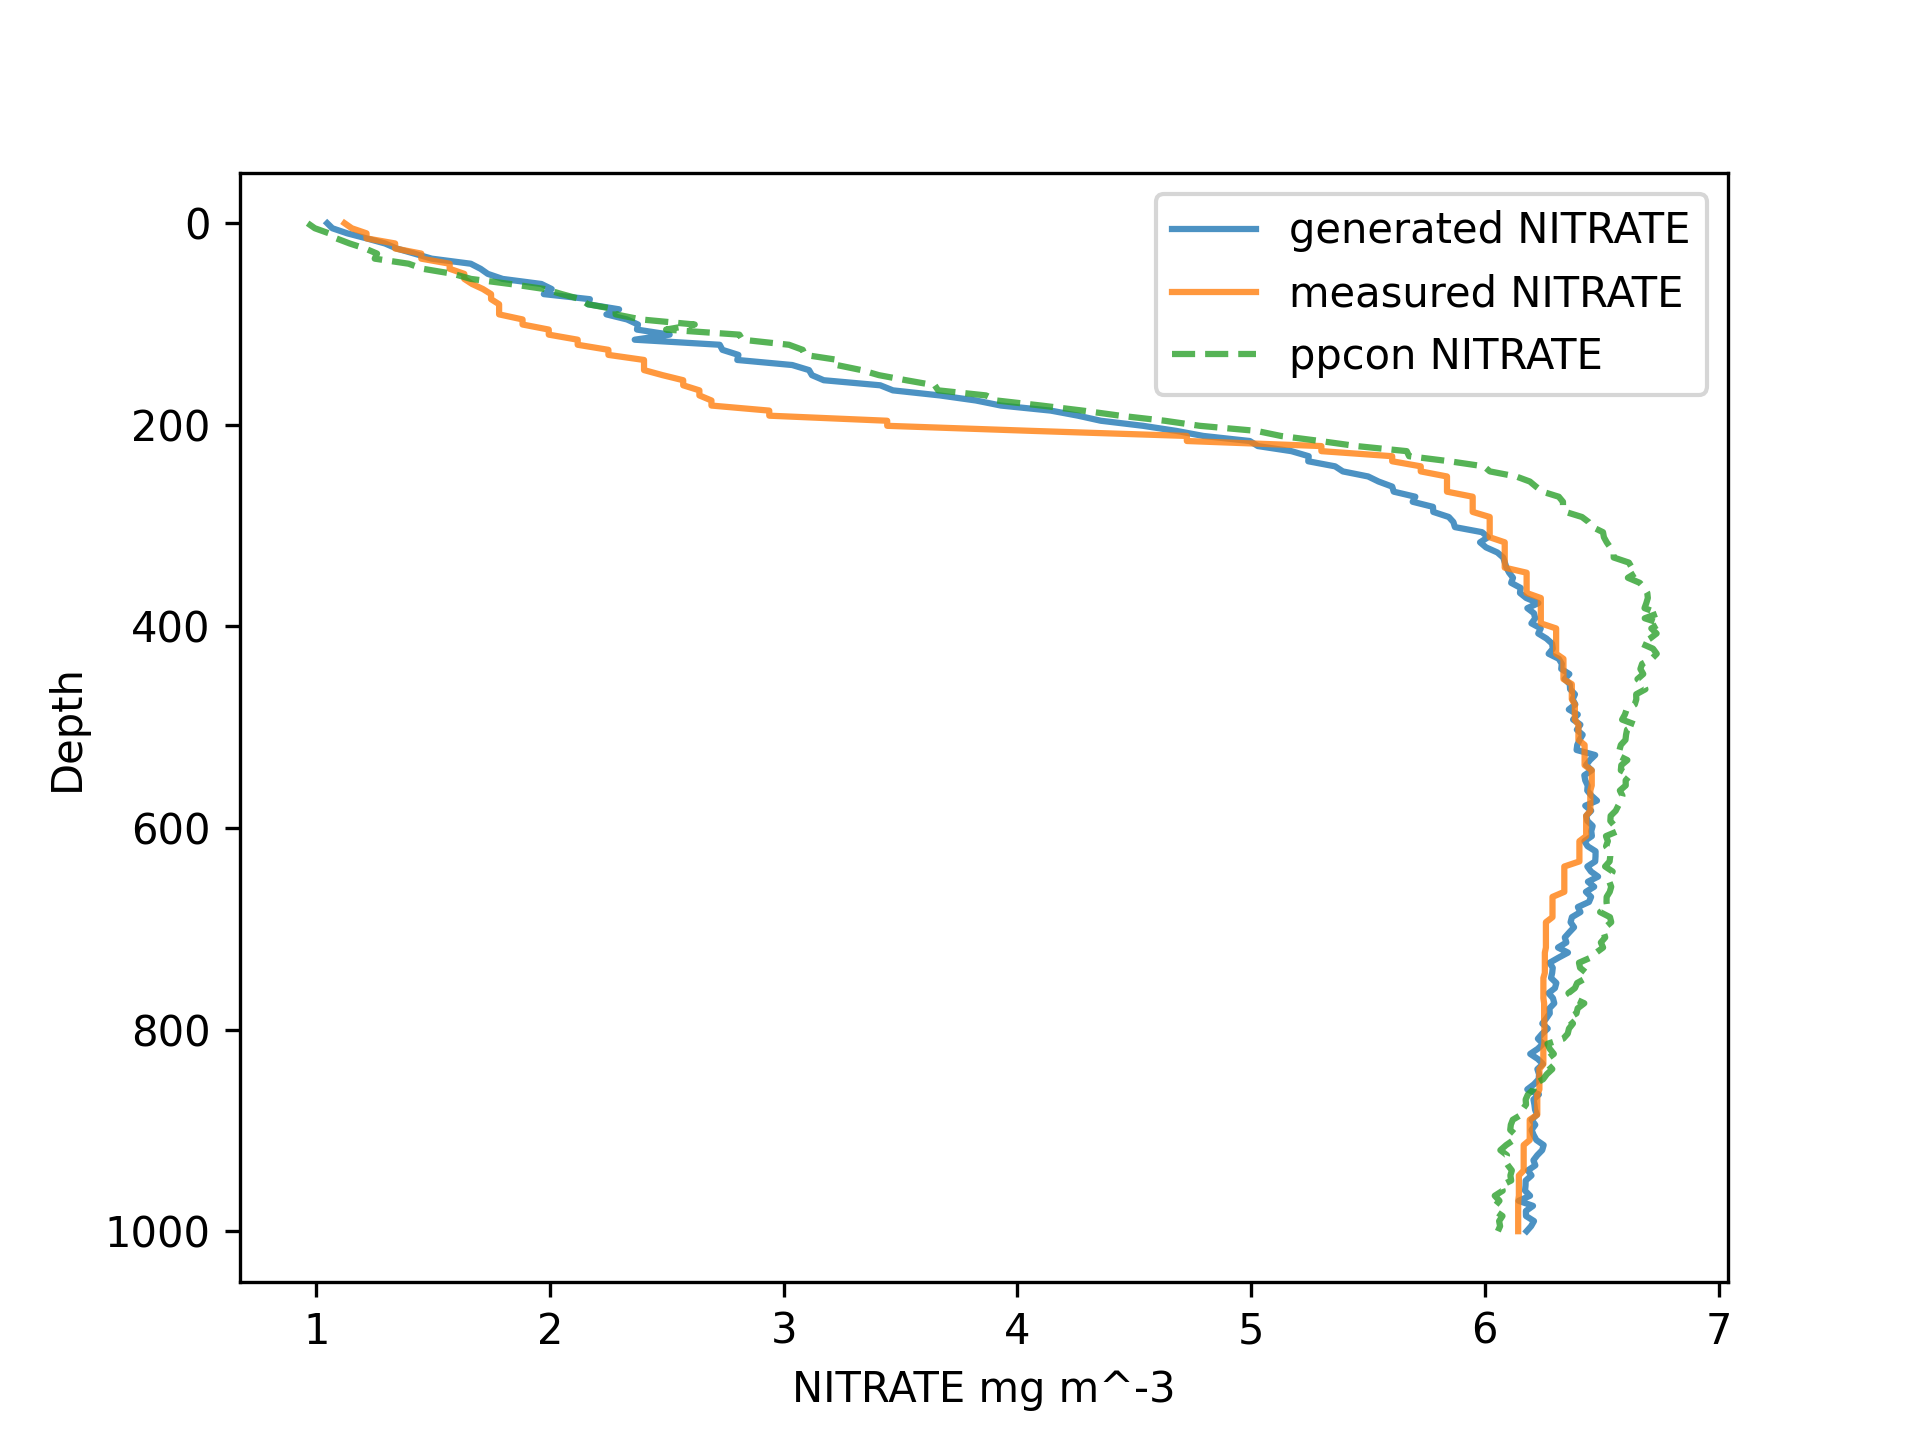 generated NITRATE
measured NITRATE
ppcon NITRATE
0
200
400
600
800
1000
Depth
1 2 3 4 5 6 7
NITRATE mg m^-3